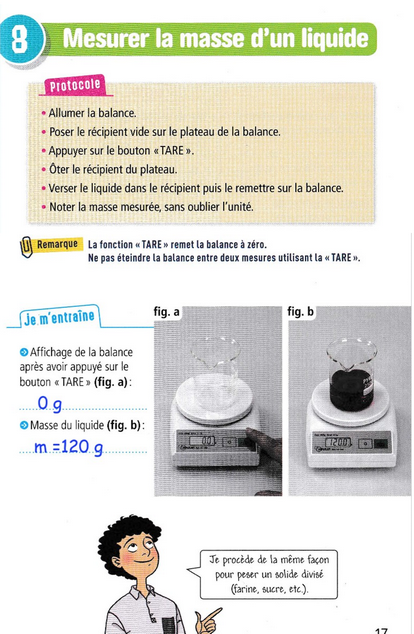 8
Mesurer la masse d'un liquide
Protocole
• Allumer la balance.
• Poser le récipient vide sur le plateau de la balance.
• Appuyer sur le bouton « TARE ».
• Ôter le récipient du plateau.
• Verser le liquide dans le récipient puis le remettre sur la balance.
• Noter la masse mesurée, sans oublier l'unité.
Remarque La fonction « TARE » remet la balance à zéro.
Ne pas éteindre la balance entre deux mesures utilisant la « TARE ».
Je m'entraîne
Affichage de la balance
après avoir appuyé sur le
bouton « TARE » (fig. a) :
0 g
Masse du liquide (fig. b) :
m =120 g
fig. a
fig. b
Je procède de la même façon
pour peser un solide divisé
(farine, sucre, etc.).
17